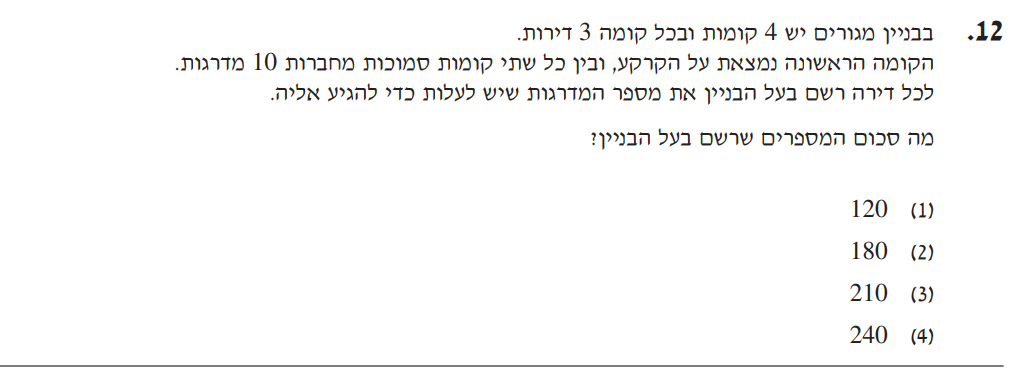 12. בבניין מגורים יש 4 קומות ובכל קומה 3 דירות.
הקומה הראשונה נמצאת על הקרקע, ובין כל שתי קומות סמוכות מחברות 10 מדרגות.
לכל דירה רשם בעל הבניין את מספר המדרגות שיש לעלות כדי להגיע אליה.
מה סכום המספרים שרשם בעל הבניין?
(1) 120
(2) 180
(3) 210
(4) 240